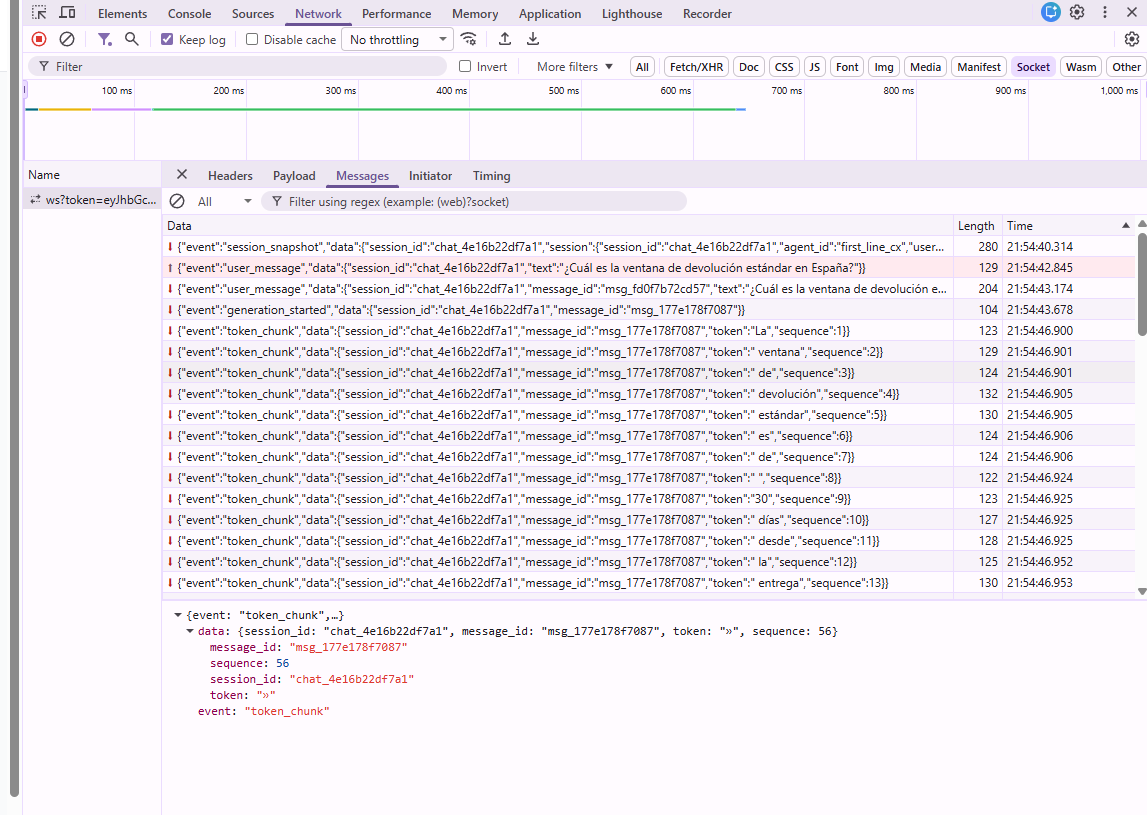 Elements Console Sources Network Performance Memory Application Lighthouse Recorder
Keep log Disable cache No throttling
Filter Invert More filters All Fetch/XHR Doc CSS JS Font Img Media Manifest Socket Wasm Other
100 ms 200 ms 300 ms 400 ms 500 ms 600 ms 700 ms 800 ms 900 ms 1,000 ms
Name Headers Payload Messages Initiator Timing
ws?token=eyJhbGc... All Filter using regex (example: (web)?socket)
Data Length Time
{"event":"session_snapshot","data":{"session_id":"chat_4e16b22df7a1","session":{"session_id":"chat_4e16b22df7a1","agent_id":"first_line_cx","user... 280 21:54:40.314
{"event":"user_message","data":{"session_id":"chat_4e16b22df7a1","text":"¿Cuál es la ventana de devolución estándar en España?"}} 129 21:54:42.845
{"event":"user_message","data":{"session_id":"chat_4e16b22df7a1","message_id":"msg_fd0f7b72cd57","text":"¿Cuál es la ventana de devolución e... 204 21:54:43.174
{"event":"generation_started","data":{"session_id":"chat_4e16b22df7a1","message_id":"msg_177e178f7087"}} 104 21:54:43.678
{"event":"token_chunk","data":{"session_id":"chat_4e16b22df7a1","message_id":"msg_177e178f7087","token":"La","sequence":1}} 123 21:54:46.900
{"event":"token_chunk","data":{"session_id":"chat_4e16b22df7a1","message_id":"msg_177e178f7087","token":" ventana","sequence":2}} 129 21:54:46.901
{"event":"token_chunk","data":{"session_id":"chat_4e16b22df7a1","message_id":"msg_177e178f7087","token":" de","sequence":3}} 124 21:54:46.901
{"event":"token_chunk","data":{"session_id":"chat_4e16b22df7a1","message_id":"msg_177e178f7087","token":" devolución","sequence":4}} 132 21:54:46.905
{"event":"token_chunk","data":{"session_id":"chat_4e16b22df7a1","message_id":"msg_177e178f7087","token":" estándar","sequence":5}} 130 21:54:46.905
{"event":"token_chunk","data":{"session_id":"chat_4e16b22df7a1","message_id":"msg_177e178f7087","token":" es","sequence":6}} 124 21:54:46.906
{"event":"token_chunk","data":{"session_id":"chat_4e16b22df7a1","message_id":"msg_177e178f7087","token":" de","sequence":7}} 124 21:54:46.906
{"event":"token_chunk","data":{"session_id":"chat_4e16b22df7a1","message_id":"msg_177e178f7087","token":" ","sequence":8}} 122 21:54:46.924
{"event":"token_chunk","data":{"session_id":"chat_4e16b22df7a1","message_id":"msg_177e178f7087","token":"30","sequence":9}} 123 21:54:46.925
{"event":"token_chunk","data":{"session_id":"chat_4e16b22df7a1","message_id":"msg_177e178f7087","token":" días","sequence":10}} 127 21:54:46.925
{"event":"token_chunk","data":{"session_id":"chat_4e16b22df7a1","message_id":"msg_177e178f7087","token":" desde","sequence":11}} 128 21:54:46.925
{"event":"token_chunk","data":{"session_id":"chat_4e16b22df7a1","message_id":"msg_177e178f7087","token":" la","sequence":12}} 125 21:54:46.952
{"event":"token_chunk","data":{"session_id":"chat_4e16b22df7a1","message_id":"msg_177e178f7087","token":" entrega","sequence":13}} 130 21:54:46.953
{event: "token_chunk",…}
data: {session_id: "chat_4e16b22df7a1", message_id: "msg_177e178f7087", token: "»", sequence: 56}
message_id: "msg_177e178f7087"
sequence: 56
session_id: "chat_4e16b22df7a1"
token: "»"
event: "token_chunk"